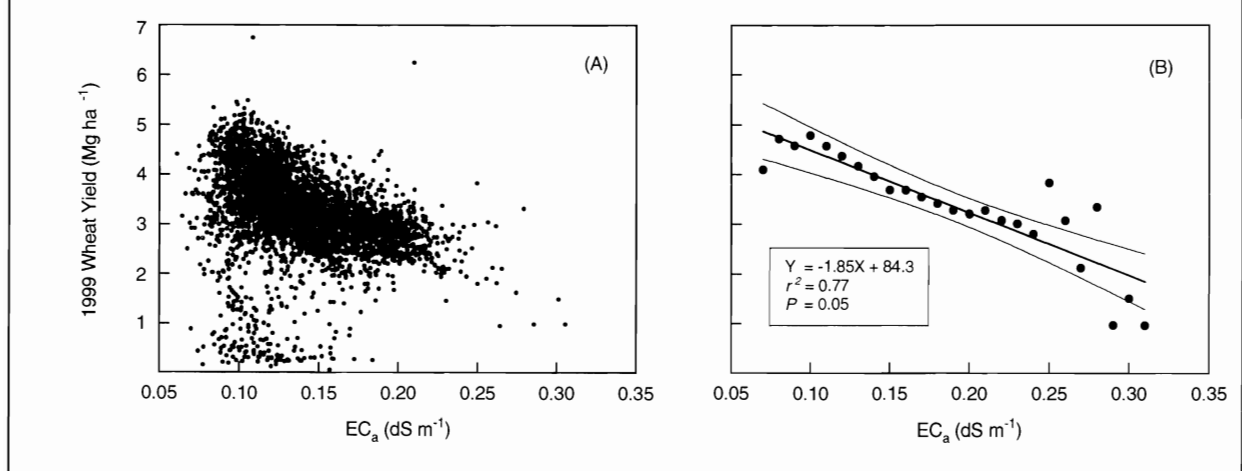 7
6
5
4
3
2
1
1999 Wheat Yield (Mg ha -1)
(A)
0.05 0.10 0.15 0.20 0.25 0.30 0.35
ECa (dS m-1)
(B)
Y = -1.85X + 84.3
r2 = 0.77
P = 0.05
0.05 0.10 0.15 0.20 0.25 0.30 0.35
ECa (dS m-1)